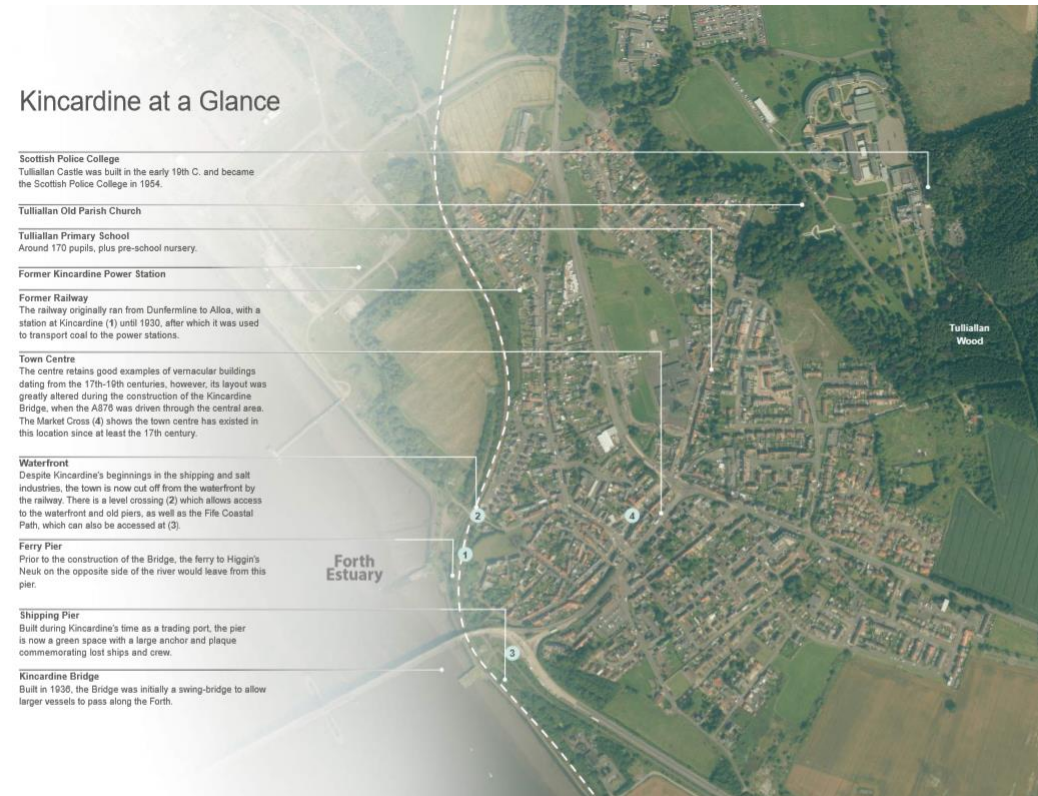 Kincardine at a Glance
Scottish Police College
Tulliallan Castle was built in the early 19th C. and became
the Scottish Police College in 1954.
Tulliallan Old Parish Church
Tulliallan Primary School
Around 170 pupils, plus pre-school nursery.
Former Kincardine Power Station
Former Railway
The railway originally ran from Dunfermline to Alloa, with a
station at Kincardine (1) until 1930, after which it was used
to transport coal to the power stations.
Town Centre
The centre retains good examples of vernacular buildings
dating from the 17th-19th centuries, however, its layout was
greatly altered during the construction of the Kincardine
Bridge, when the A876 was driven through the central area.
The Market Cross (4) shows the town centre has existed in
this location since at least the 17th century.
Waterfront
Despite Kincardine's beginnings in the shipping and salt
industries, the town is now cut off from the waterfront by
the railway. There is a level crossing (2) which allows access
to the waterfront and old piers, as well as the Fife Coastal
Path, which can also be accessed at (3).
Ferry Pier
Prior to the construction of the Bridge, the ferry to Higgin's
Neuk on the opposite side of the river would leave from this
pier.
Shipping Pier
Built during Kincardine's time as a trading port, the pier
is now a green space with a large anchor and plaque
commemorating lost ships and crew.
Kincardine Bridge
Built in 1936, the Bridge was initially a swing-bridge to allow
larger vessels to pass along the Forth.
Forth
Estuary
Tulliallan
Wood
2
4
1
3